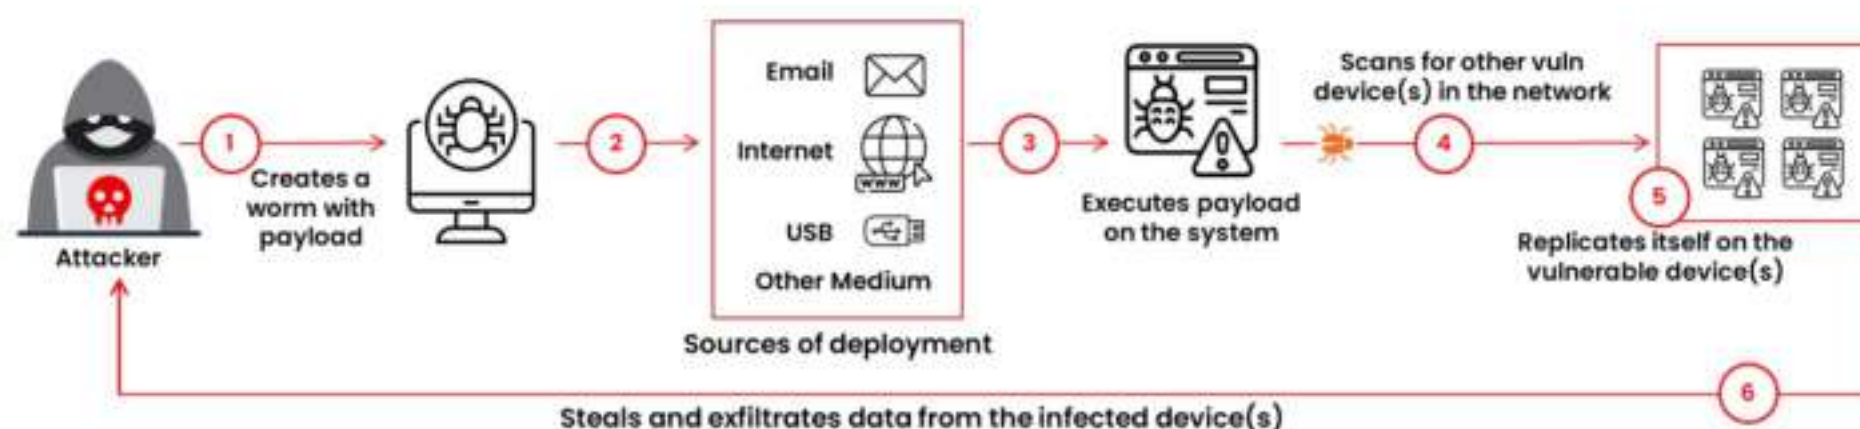 1
Creates a
worm with
payload
Attacker
2
Email
Internet
www
USB
Other Medium
Sources of deployment
3
Executes payload
on the system
Scans for other vuln
device(s) in the network
4
5
Replicates itself on the
vulnerable device(s)
6
Steals and exfiltrates data from the infected device(s)